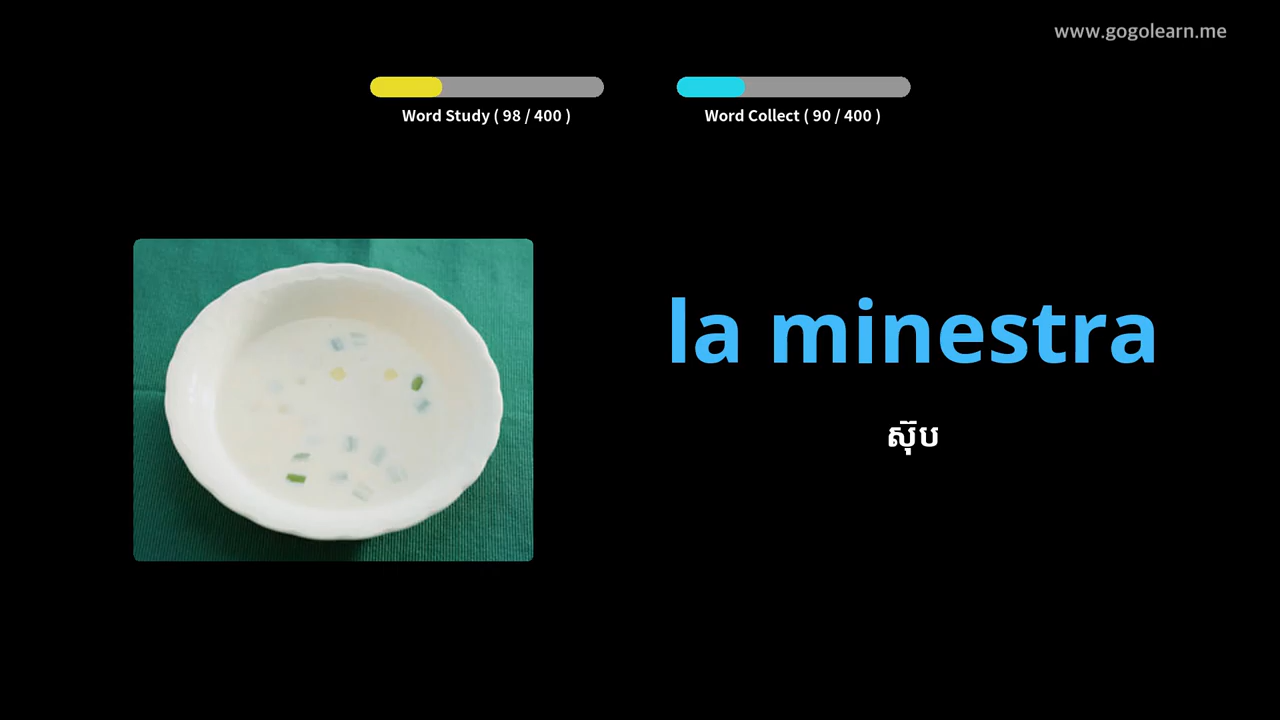 www.gogolearn.me
Word Study ( 98 / 400 )
Word Collect ( 90 / 400 )
la minestra
ស៊ុប